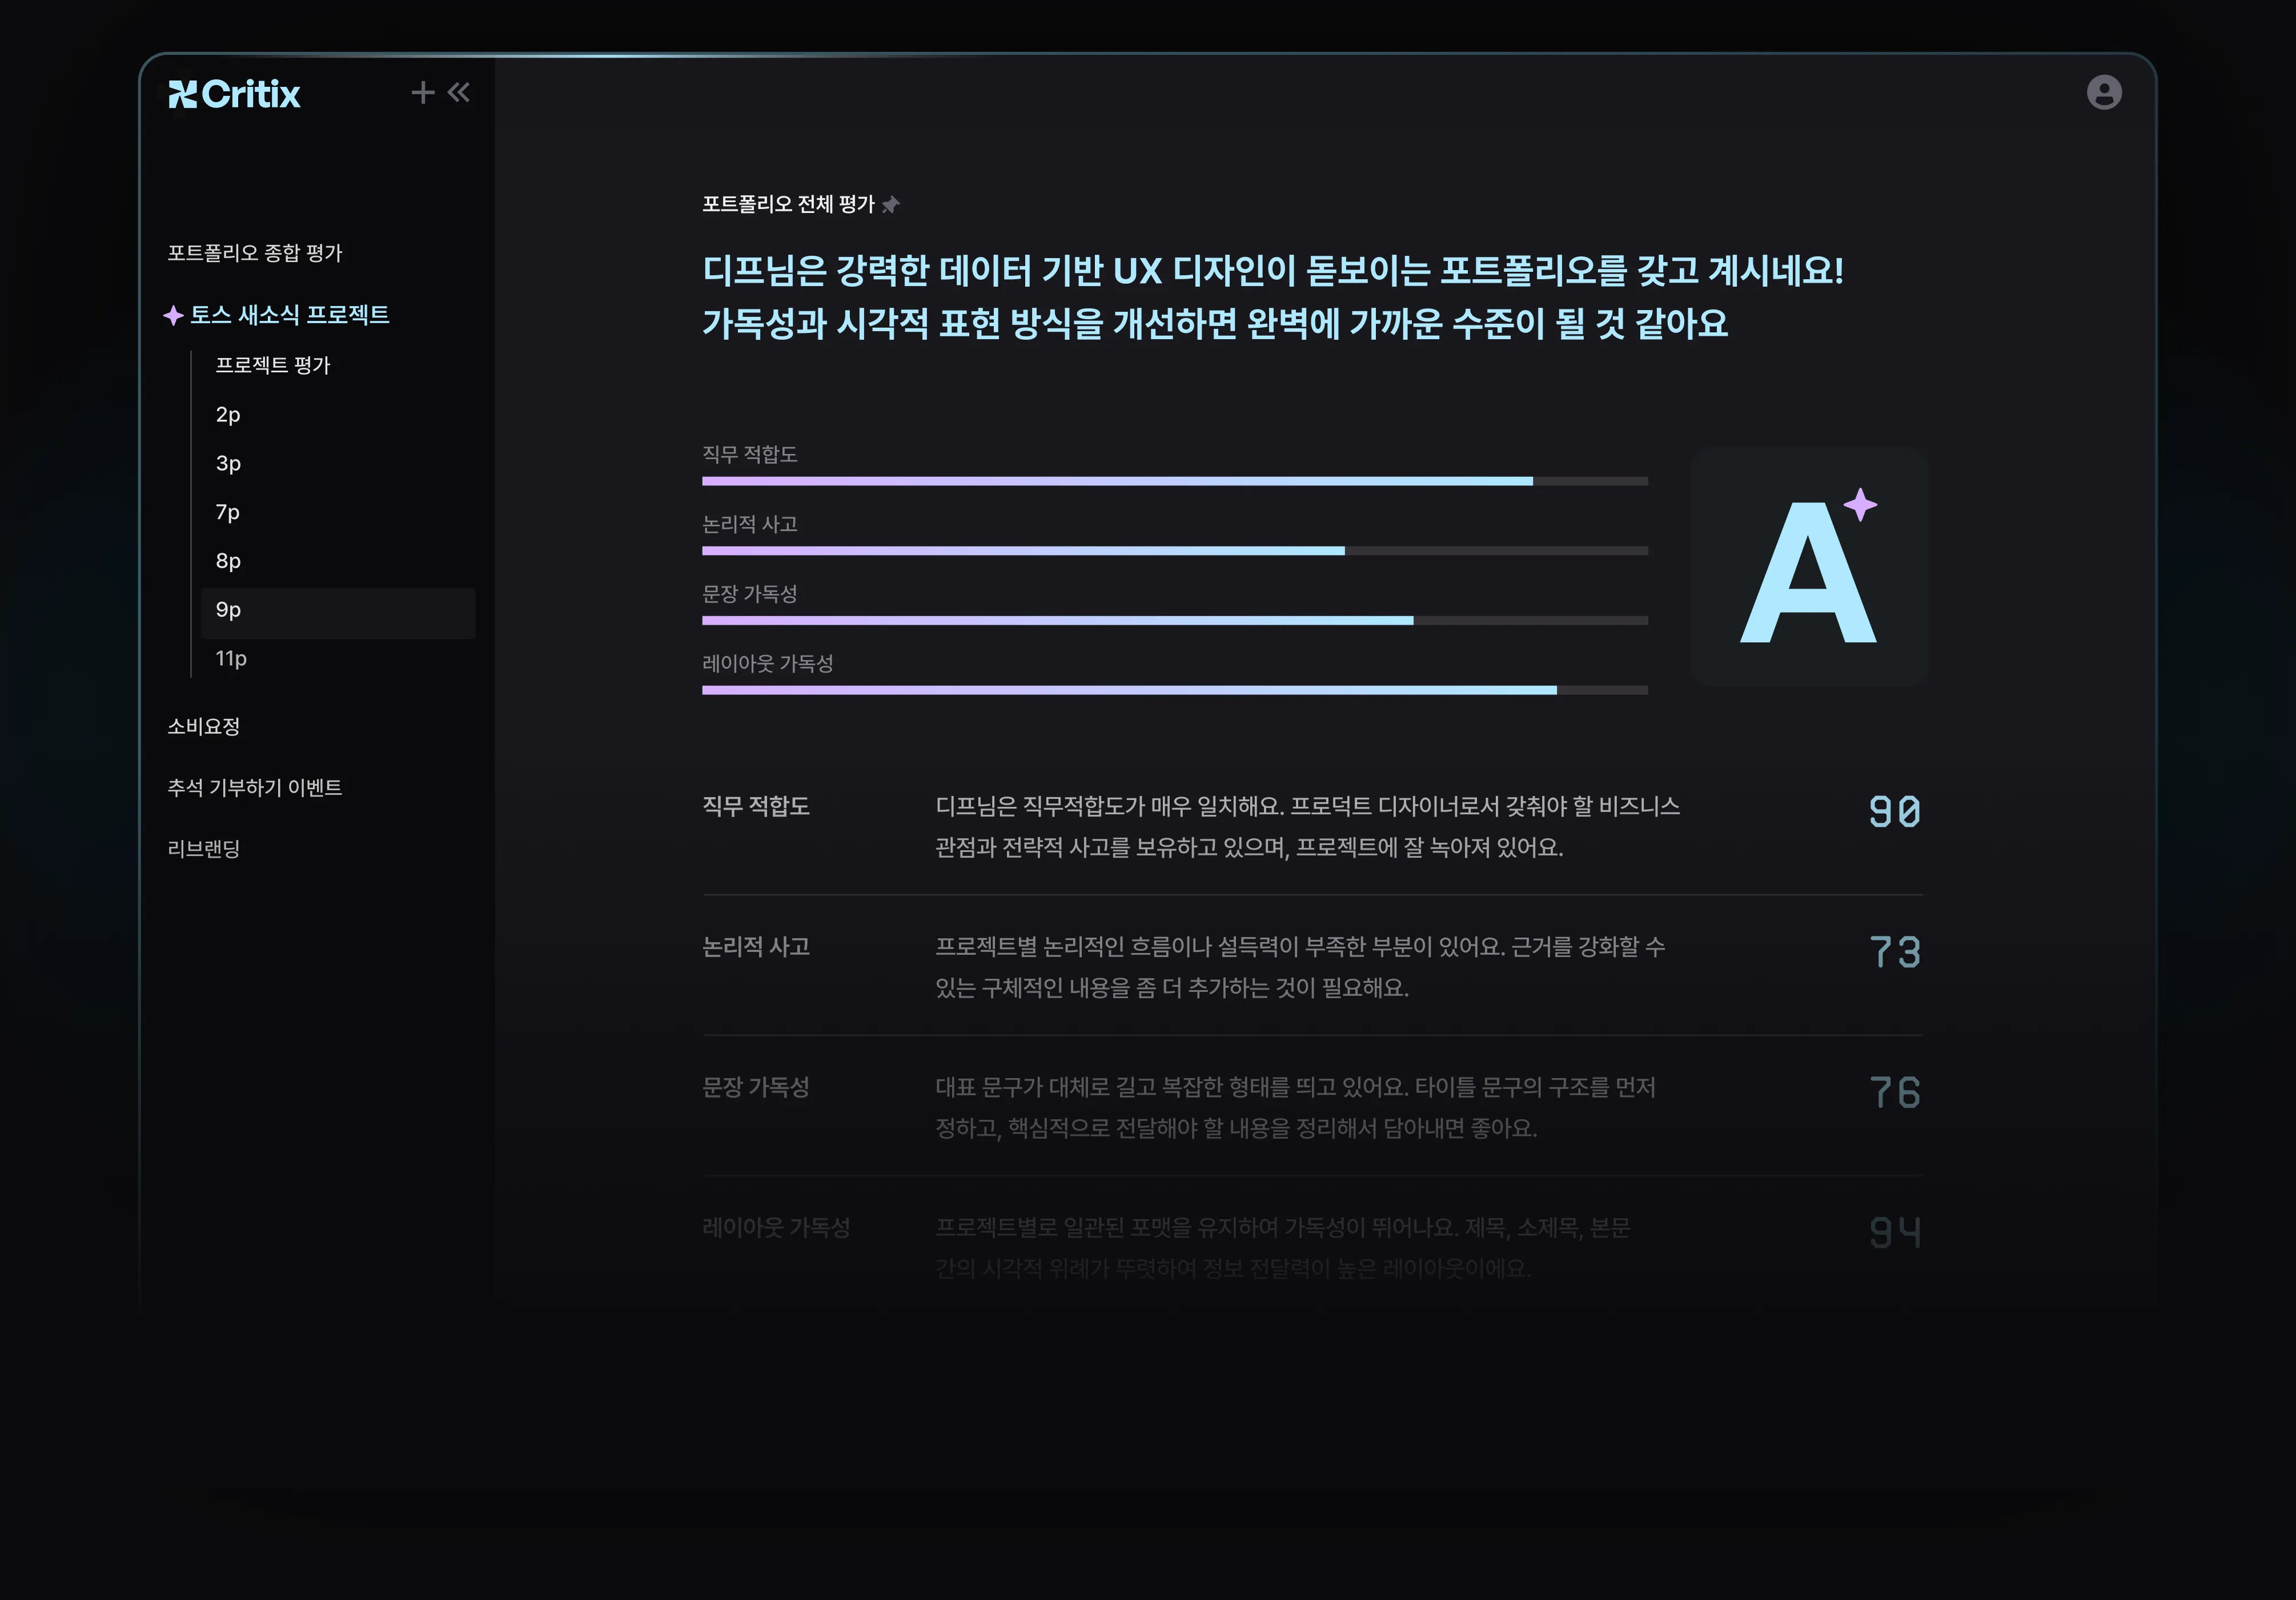 Critix
포트폴리오 종합 평가
토스 새소식 프로젝트
프로젝트 평가
2p
3p
7p
8p
9p
11p
소비요정
추석 기부하기 이벤트
리브랜딩
포트폴리오 전체 평가
디프님은 강력한 데이터 기반 UX 디자인이 돋보이는 포트폴리오를 갖고 계시네요!
가독성과 시각적 표현 방식을 개선하면 완벽에 가까운 수준이 될 것 같아요
직무 적합도
논리적 사고
문장 가독성
레이아웃 가독성
A
직무 적합도
디프님은 직무적합도가 매우 일치해요. 프로덕트 디자이너로서 갖춰야 할 비즈니스
관점과 전략적 사고를 보유하고 있으며, 프로젝트에 잘 녹아져 있어요.
90
논리적 사고
프로젝트별 논리적인 흐름이나 설득력이 부족한 부분이 있어요. 근거를 강화할 수
있는 구체적인 내용을 좀 더 추가하는 것이 필요해요.
73
문장 가독성
대표 문구가 대체로 길고 복잡한 형태를 띄고 있어요. 타이틀 문구의 구조를 먼저
정하고, 핵심적으로 전달해야 할 내용을 정리해서 담아내면 좋아요.
76
레이아웃 가독성
프로젝트별로 일관된 포맷을 유지하여 가독성이 뛰어나요. 제목, 소제목, 본문
간의 시각적 위례가 뚜렷하여 정보 전달력이 높은 레이아웃이에요.
94